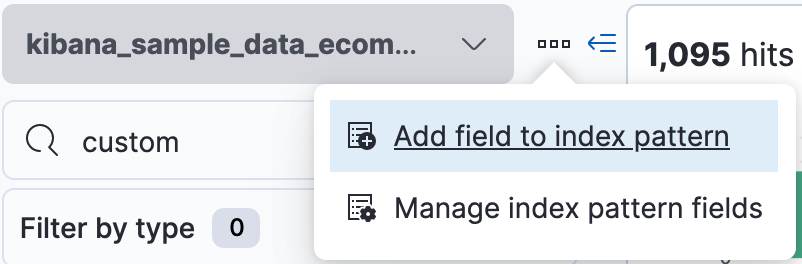 kibana_sample_data_ecom...
1,095 hits
custom
Add field to index pattern
Manage index pattern fields
Filter by type 0